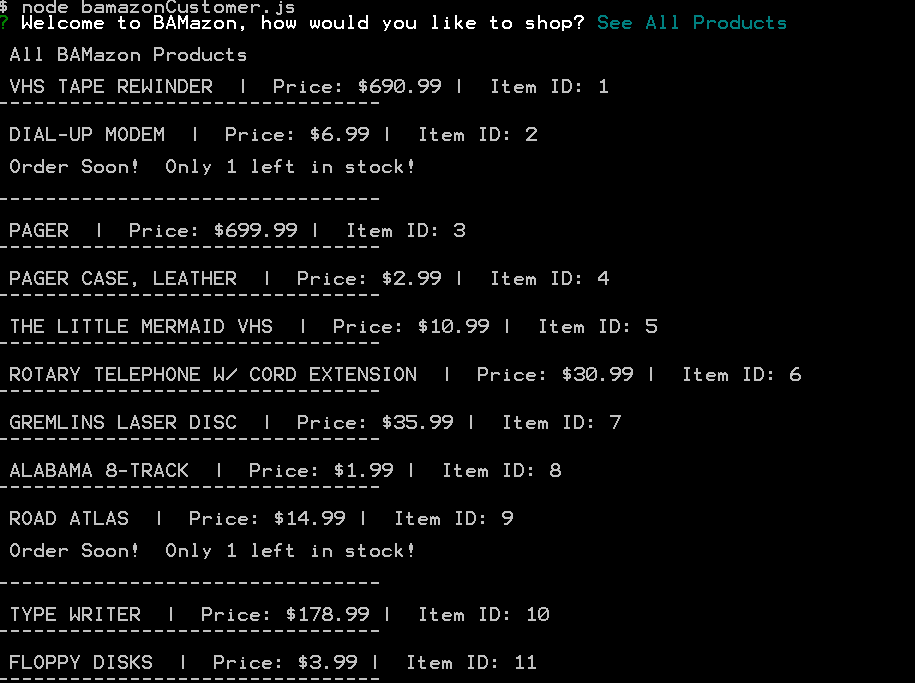 $ node bamazonCustomer.js
? Welcome to BAMazon, how would you like to shop? See All Products
All BAMazon Products
VHS TAPE REWINDER  |  Price: $690.99 |  Item ID: 1
--------------------------------
DIAL-UP MODEM  |  Price: $6.99 |  Item ID: 2
Order Soon!  Only 1 left in stock!
--------------------------------
PAGER  |  Price: $699.99 |  Item ID: 3
--------------------------------
PAGER CASE, LEATHER  |  Price: $2.99 |  Item ID: 4
--------------------------------
THE LITTLE MERMAID VHS  |  Price: $10.99 |  Item ID: 5
--------------------------------
ROTARY TELEPHONE W/ CORD EXTENSION  |  Price: $30.99 |  Item ID: 6
--------------------------------
GREMLINS LASER DISC  |  Price: $35.99 |  Item ID: 7
--------------------------------
ALABAMA 8-TRACK  |  Price: $1.99 |  Item ID: 8
--------------------------------
ROAD ATLAS  |  Price: $14.99 |  Item ID: 9
Order Soon!  Only 1 left in stock!
--------------------------------
TYPE WRITER  |  Price: $178.99 |  Item ID: 10
--------------------------------
FLOPPY DISKS  |  Price: $3.99 |  Item ID: 11
--------------------------------